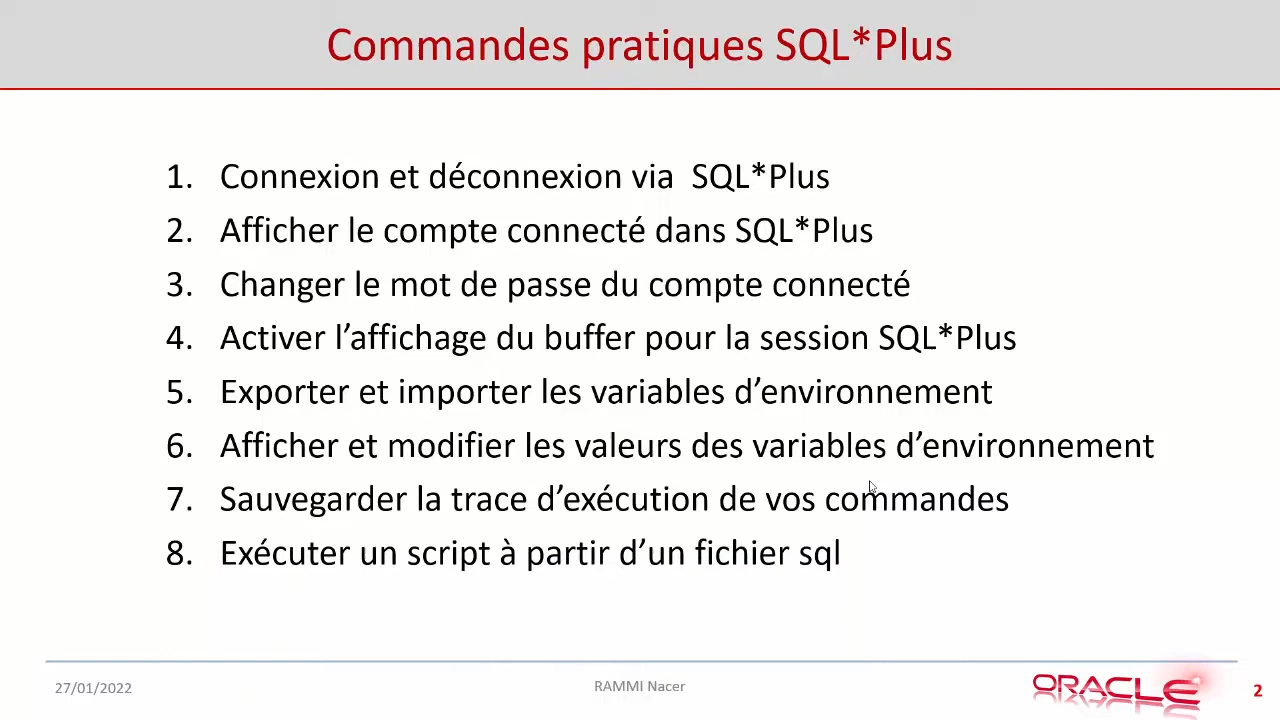 Commandes pratiques SQL*Plus
1. Connexion et déconnexion via SQL*Plus
2. Afficher le compte connecté dans SQL*Plus
3. Changer le mot de passe du compte connecté
4. Activer l’affichage du buffer pour la session SQL*Plus
5. Exporter et importer les variables d’environnement
6. Afficher et modifier les valeurs des variables d’environnement
7. Sauvegarder la trace d’exécution de vos commandes
8. Exécuter un script à partir d’un fichier sql
27/01/2022
RAMMI Nacer
ORACLE
2